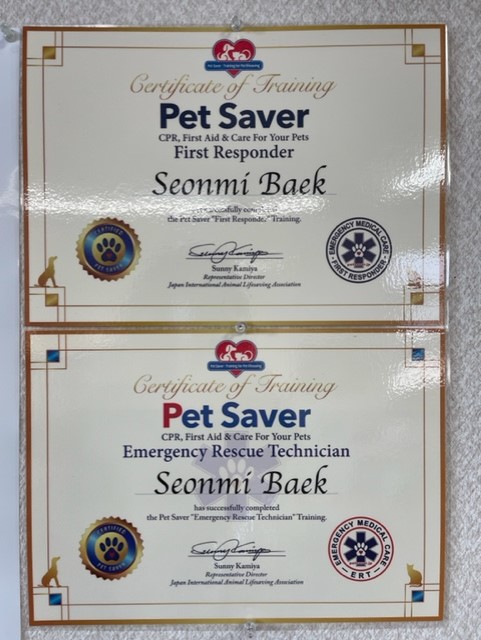 Certificate of Training
Pet Saver
CPR, First Aid & Care For Your Pets
First Responder
Seonmi Baek
successfully
the Pet Saver "First Responder" Training.
CERTIFIED
PET SAVER
EMERGENCY MEDICAL CARE
FIRST RESPONDER
Sunny Kamiya
Representative Director
Japan International Animal Lifesaving Association
Certificate of Training
Pet Saver
CPR, First Aid & Care For Your Pets
Emergency Rescue Technician
Seonmi Baek
has successfully completed
the Pet Saver "Emergency Rescue Technician" Training.
CERTIFIED
PET SAVER
EMERGENCY MEDICAL CARE
E R T
Sunny Kamiya
Representative Director
Japan International Animal Lifesaving Association